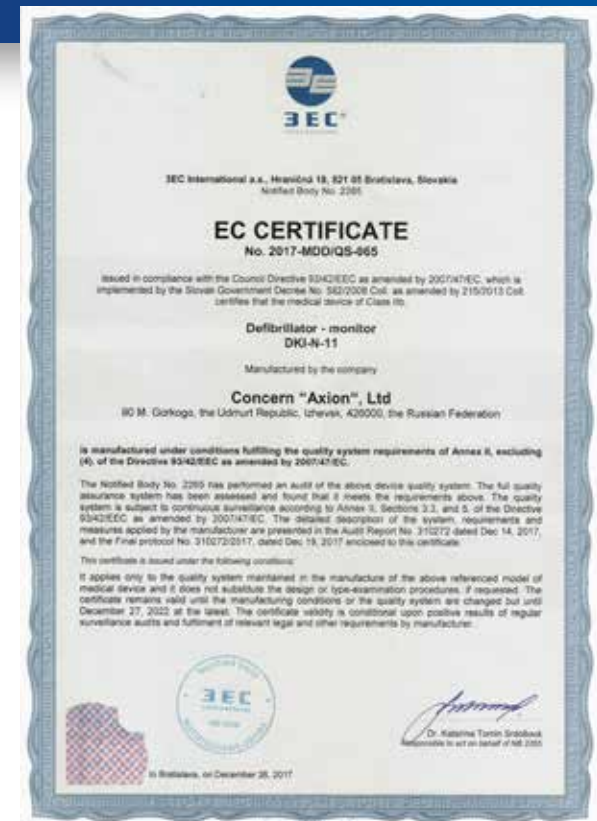 3EC
INTERNATIONAL
3EC International a.s., Hraničná 18, 821 05 Bratislava, Slovakia
Notified Body No. 2265
EC CERTIFICATE
No. 2017-MDD/QS-065
Issued in compliance with the Council Directive 93/42/EEC as amended by 2007/47/EC, which is
implemented by the Slovak Government Decree No. 582/2008 Coll. as amended by 215/2013 Coll.
certifies that the medical device of Class IIb
Defibrillator - monitor
DKI-N-11
Manufactured by the company
Concern "Axion", Ltd
90 M. Gorkogo, the Udmurt Republic, Izhevsk, 426000, the Russian Federation
is manufactured under conditions fulfilling the quality system requirements of Annex II, excluding
(4), of the Directive 93/42/EEC as amended by 2007/47/EC.
The Notified Body No. 2265 has performed an audit of the above device quality system. The full quality
assurance system has been assessed and found that it meets the requirements above. The quality
system is subject to continuous surveillance according to Annex II, Sections 3.3, and 5, of the Directive
93/42/EEC as amended by 2007/47/EC. The detailed description of the system, requirements and
measures applied by the manufacturer are presented in the Audit Report No. 310272 dated Dec 14, 2017,
and the Final protocol No. 310272/2017, dated Dec 19, 2017 enclosed to this certificate.
This certificate is issued under the following conditions:
It applies only to the quality system maintained in the manufacture of the above referenced model of
medical device and it does not substitute the design or type-examination procedures, if requested. The
certificate remains valid until the manufacturing conditions or the quality system are changed but until
December 27, 2022 at the latest. The certificate validity is conditional upon positive results of regular
surveillance audits and fulfilment of relevant legal and other requirements by manufacturer.
3EC
Dr. Katarína Tomin
Responsible to act on behalf of NB 2265
In Bratislava, on December 28, 2017